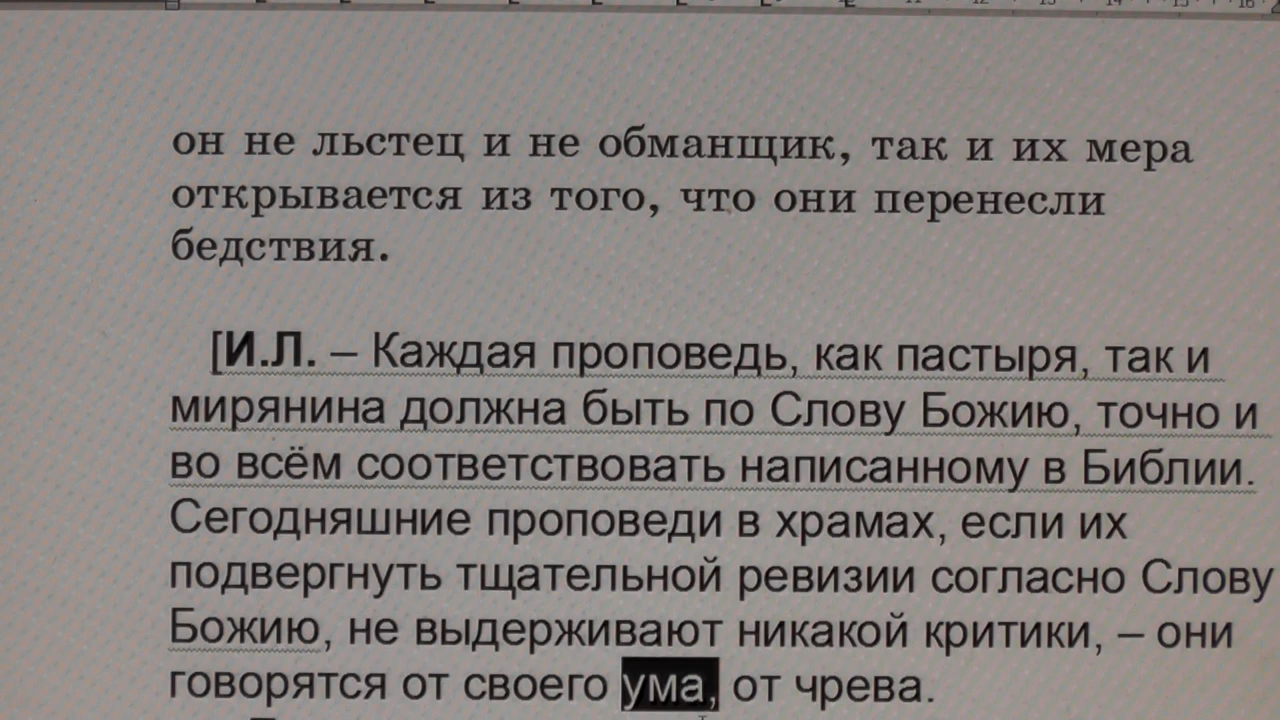 он не льстец и не обманщик, так и их мера
открывается из того, что они перенесли
бедствия.
[И.Л. – Каждая проповедь, как пастыря, так и
мирянина должна быть по Слову Божию, точно и
во всём соответствовать написанному в Библии.
Сегодняшние проповеди в храмах, если их
подвергнуть тщательной ревизии согласно Слову
Божию, не выдерживают никакой критики, – они
говорятся от своего ума, от чрева.